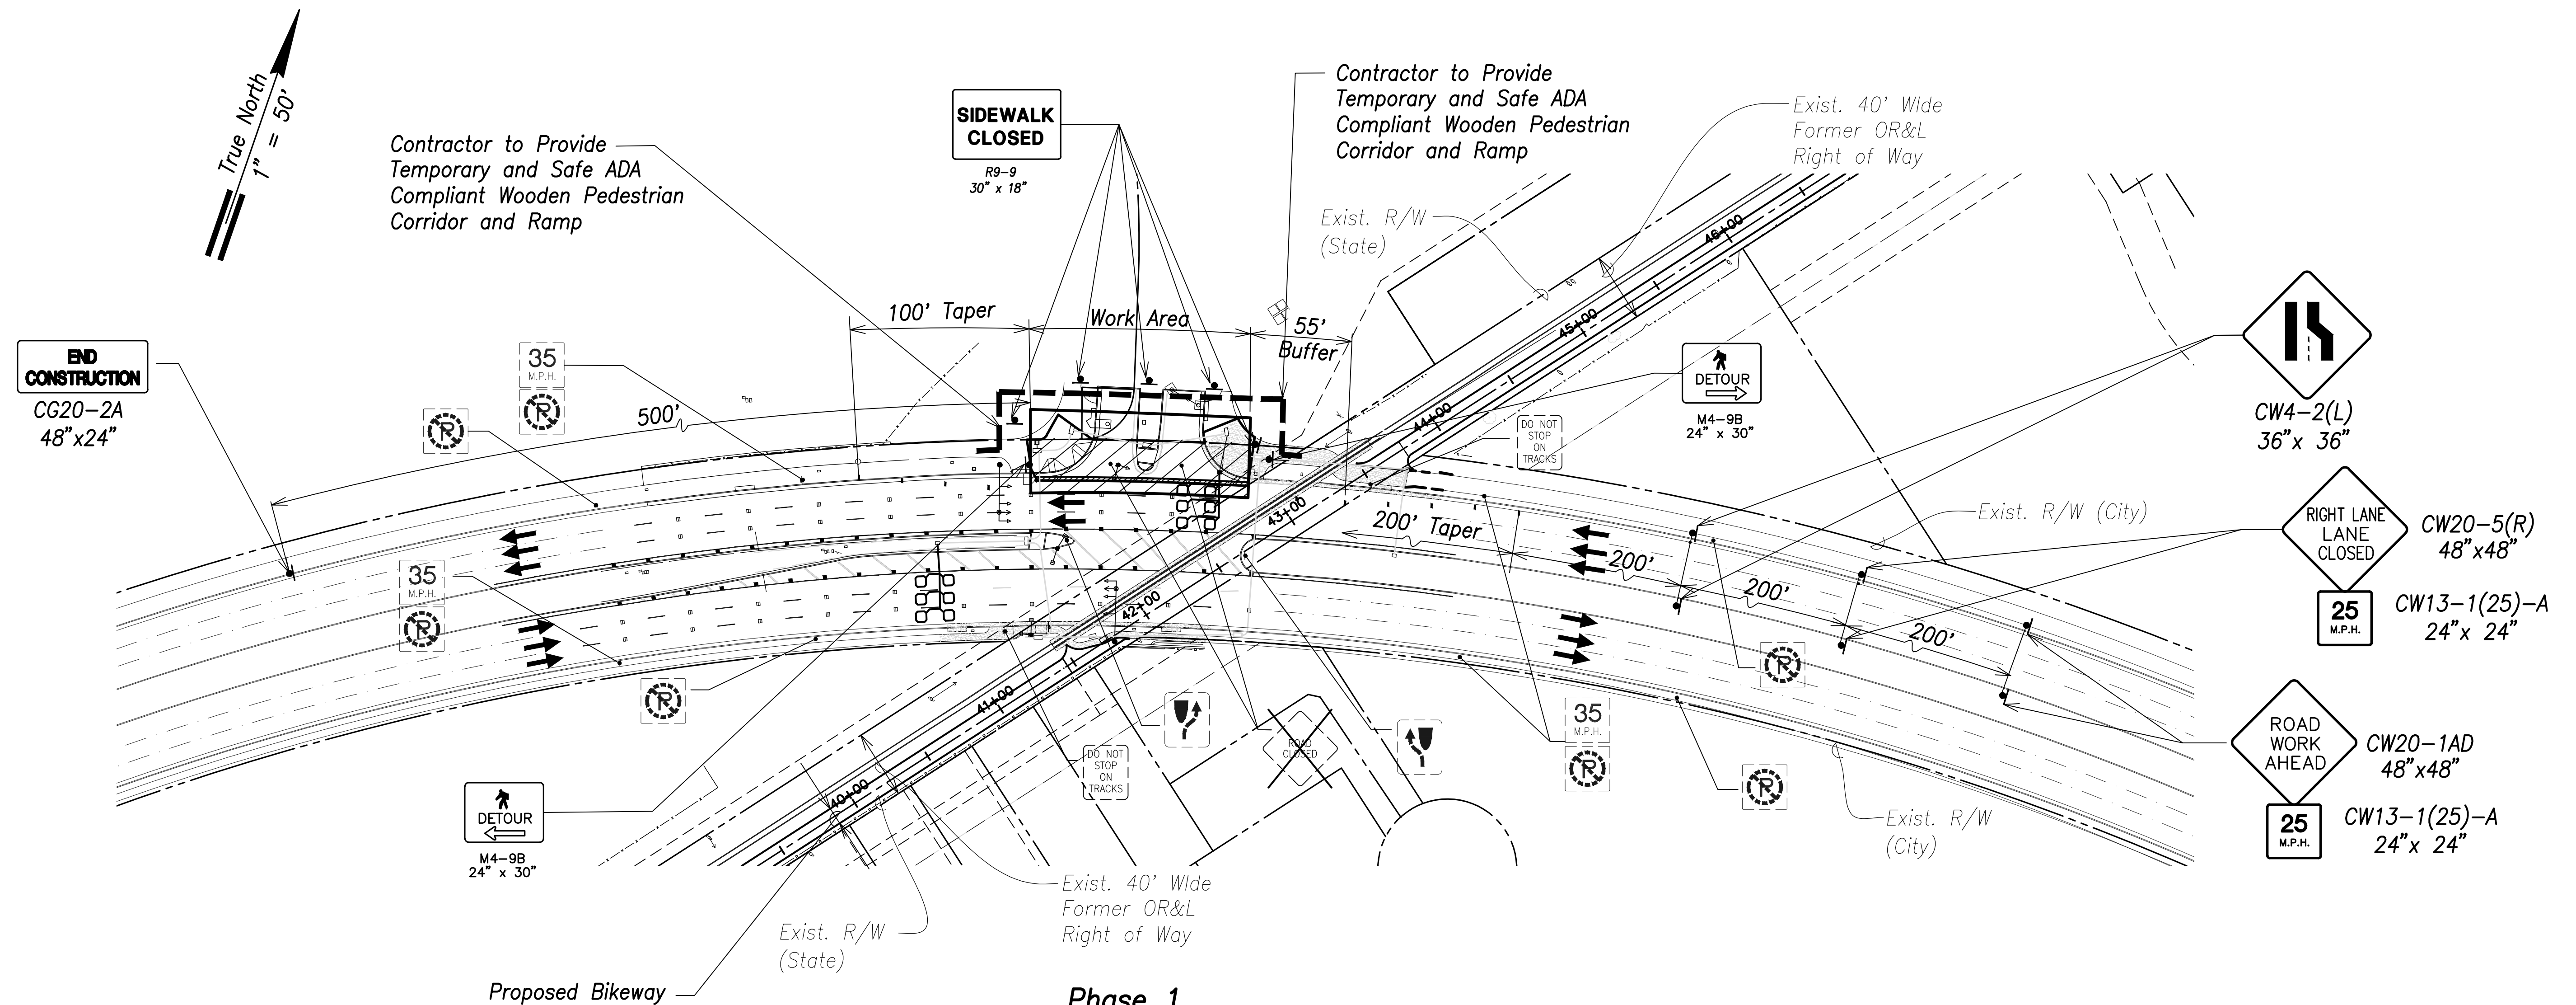 True North
1" = 50'
Contractor to Provide
Temporary and Safe ADA
Compliant Wooden Pedestrian
Corridor and Ramp
SIDEWALK
CLOSED
R9-9
30" x 18"
Contractor to Provide
Temporary and Safe ADA
Compliant Wooden Pedestrian
Corridor and Ramp
Exist. 40' WIde
Former OR&L
Right of Way
Exist. R/W
(State)
46+00
45+00
44+00
43+00
42+00
41+00
40+00
100' Taper
Work Area
55'
Buffer
END
CONSTRUCTION
CG20-2A
48"x24"
35
M.P.H.
P
P
500'
DETOUR
M4-9B
24" x 30"
DO NOT
STOP
ON
TRACKS
CW4-2(L)
36"x 36"
RIGHT LANE
LANE
CLOSED
CW20-5(R)
48"x48"
25
M.P.H.
CW13-1(25)-A
24"x 24"
Exist. R/W (City)
200' Taper
200'
200'
200'
35
M.P.H.
P
P
P
35
M.P.H.
P
P
ROAD
CLOSED
DO NOT
STOP
ON
TRACKS
ROAD
WORK
AHEAD
CW20-1AD
48"x48"
25
M.P.H.
CW13-1(25)-A
24"x 24"
Exist. R/W
(City)
DETOUR
M4-9B
24" x 30"
Exist. 40' WIde
Former OR&L
Right of Way
Exist. R/W
(State)
Proposed Bikeway
Phase 1